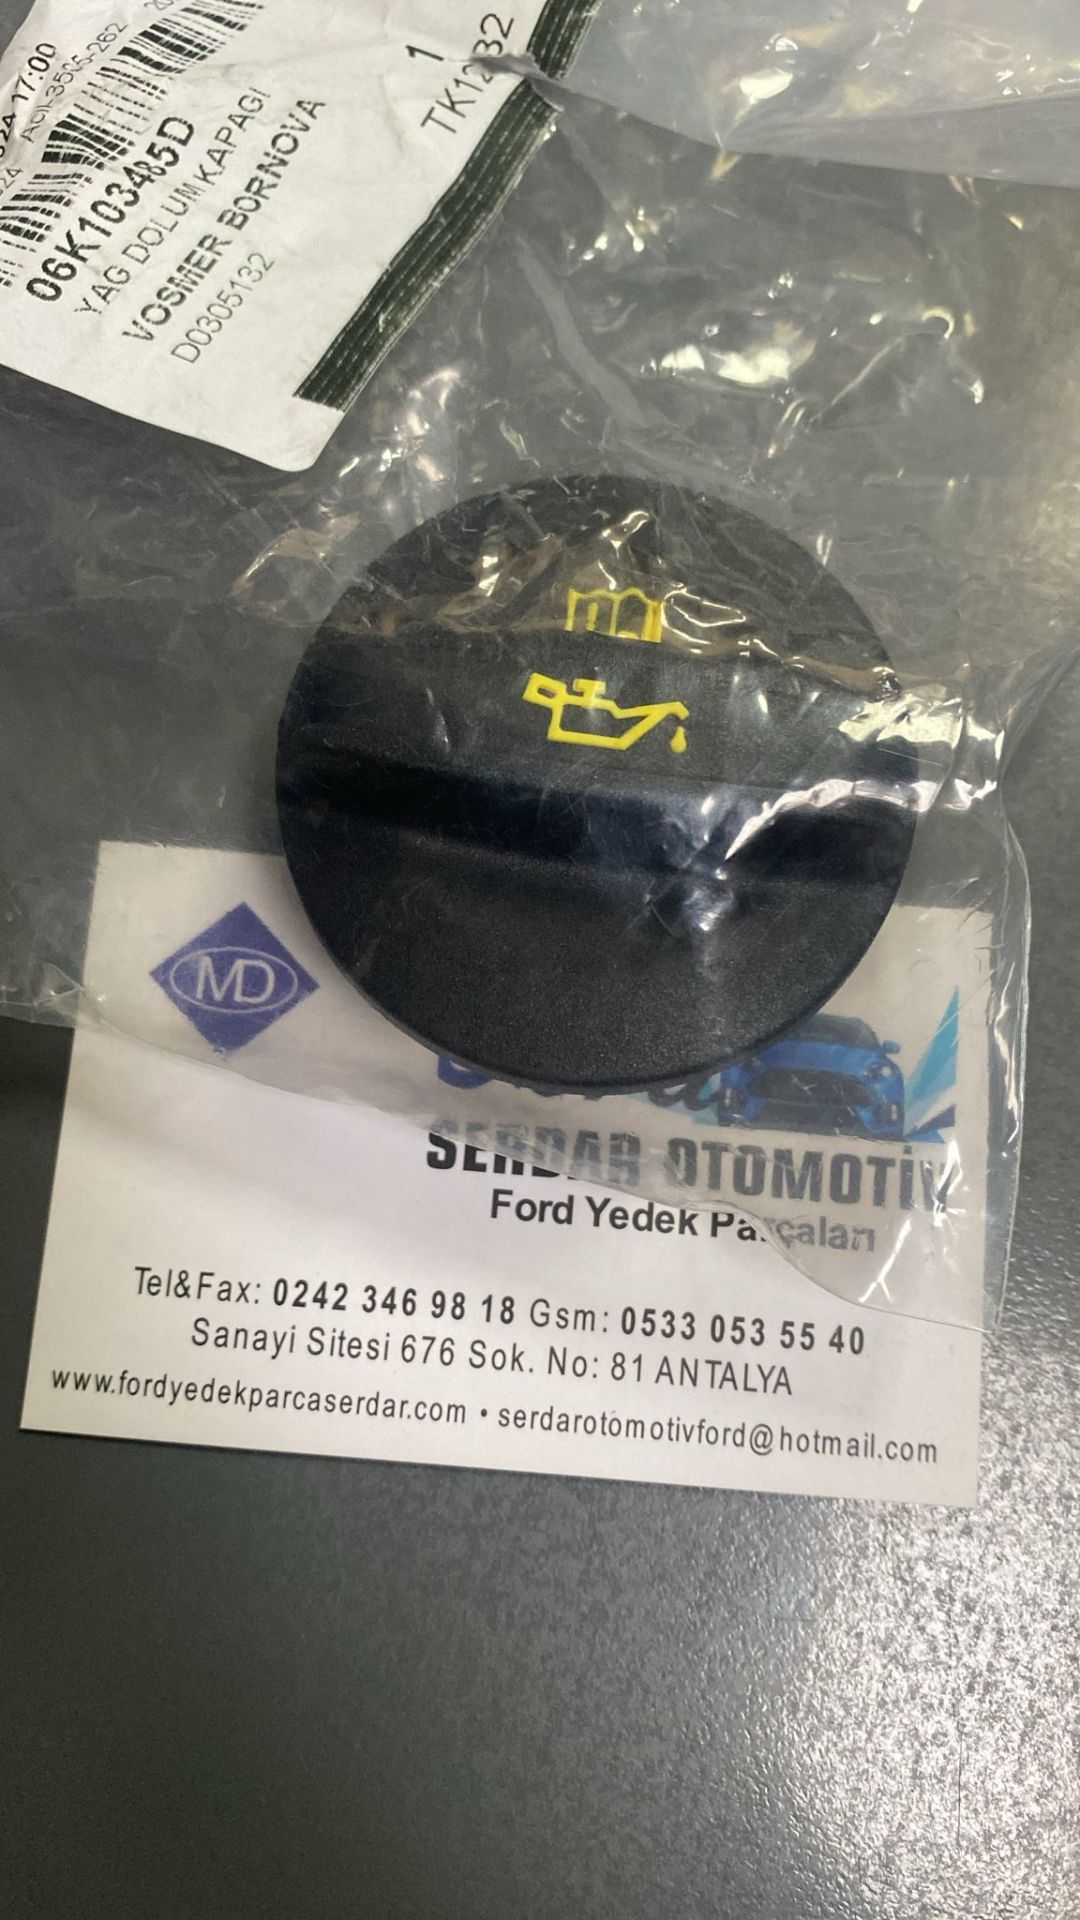 17:00
06K103485D
YAG DOLUM KAPAGI
VOSMER BORNOVA
D0305132
1
MD
SERDAR OTOMOTİV
Ford Yedek Parçaları
Tel&Fax: 0242 346 98 18 Gsm: 0533 053 55 40
Sanayi Sitesi 676 Sok. No: 81 ANTALYA
www.fordyedekparcaserdar.com • serdarotomotivford@hotmail.com